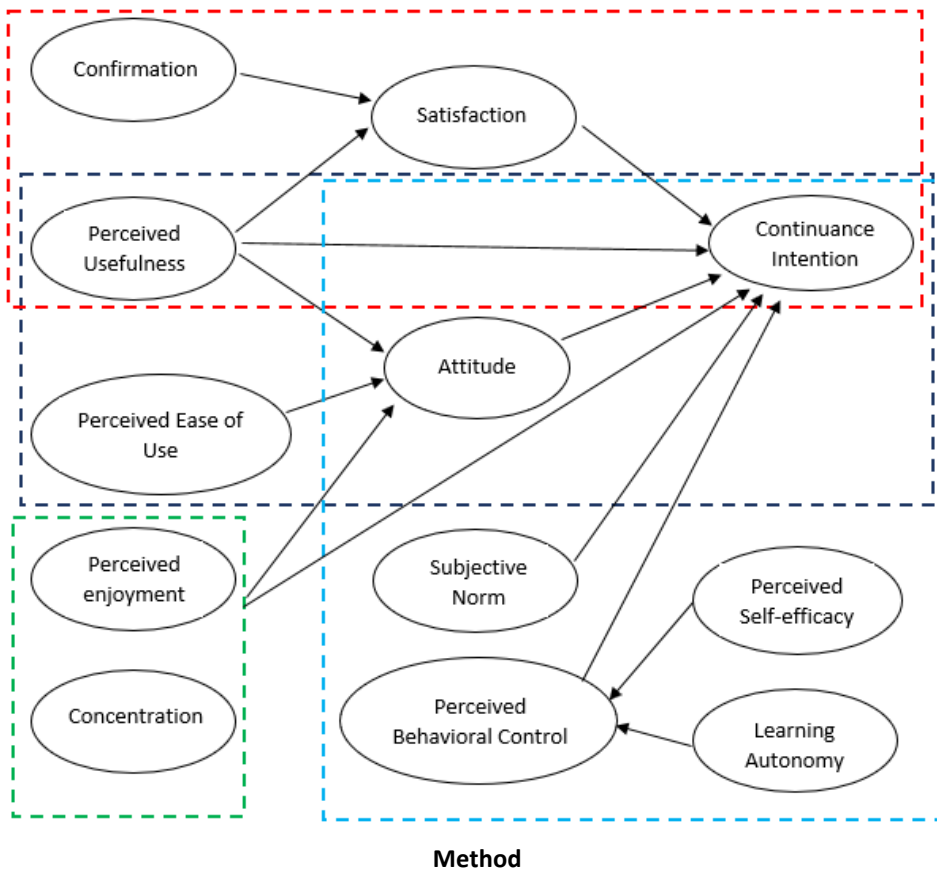 Confirmation
Satisfaction
Perceived
Usefulness
Continuance
Intention
Attitude
Perceived Ease of
Use
Perceived
enjoyment
Subjective
Norm
Perceived
Self-efficacy
Concentration
Perceived
Behavioral Control
Learning
Autonomy
Method